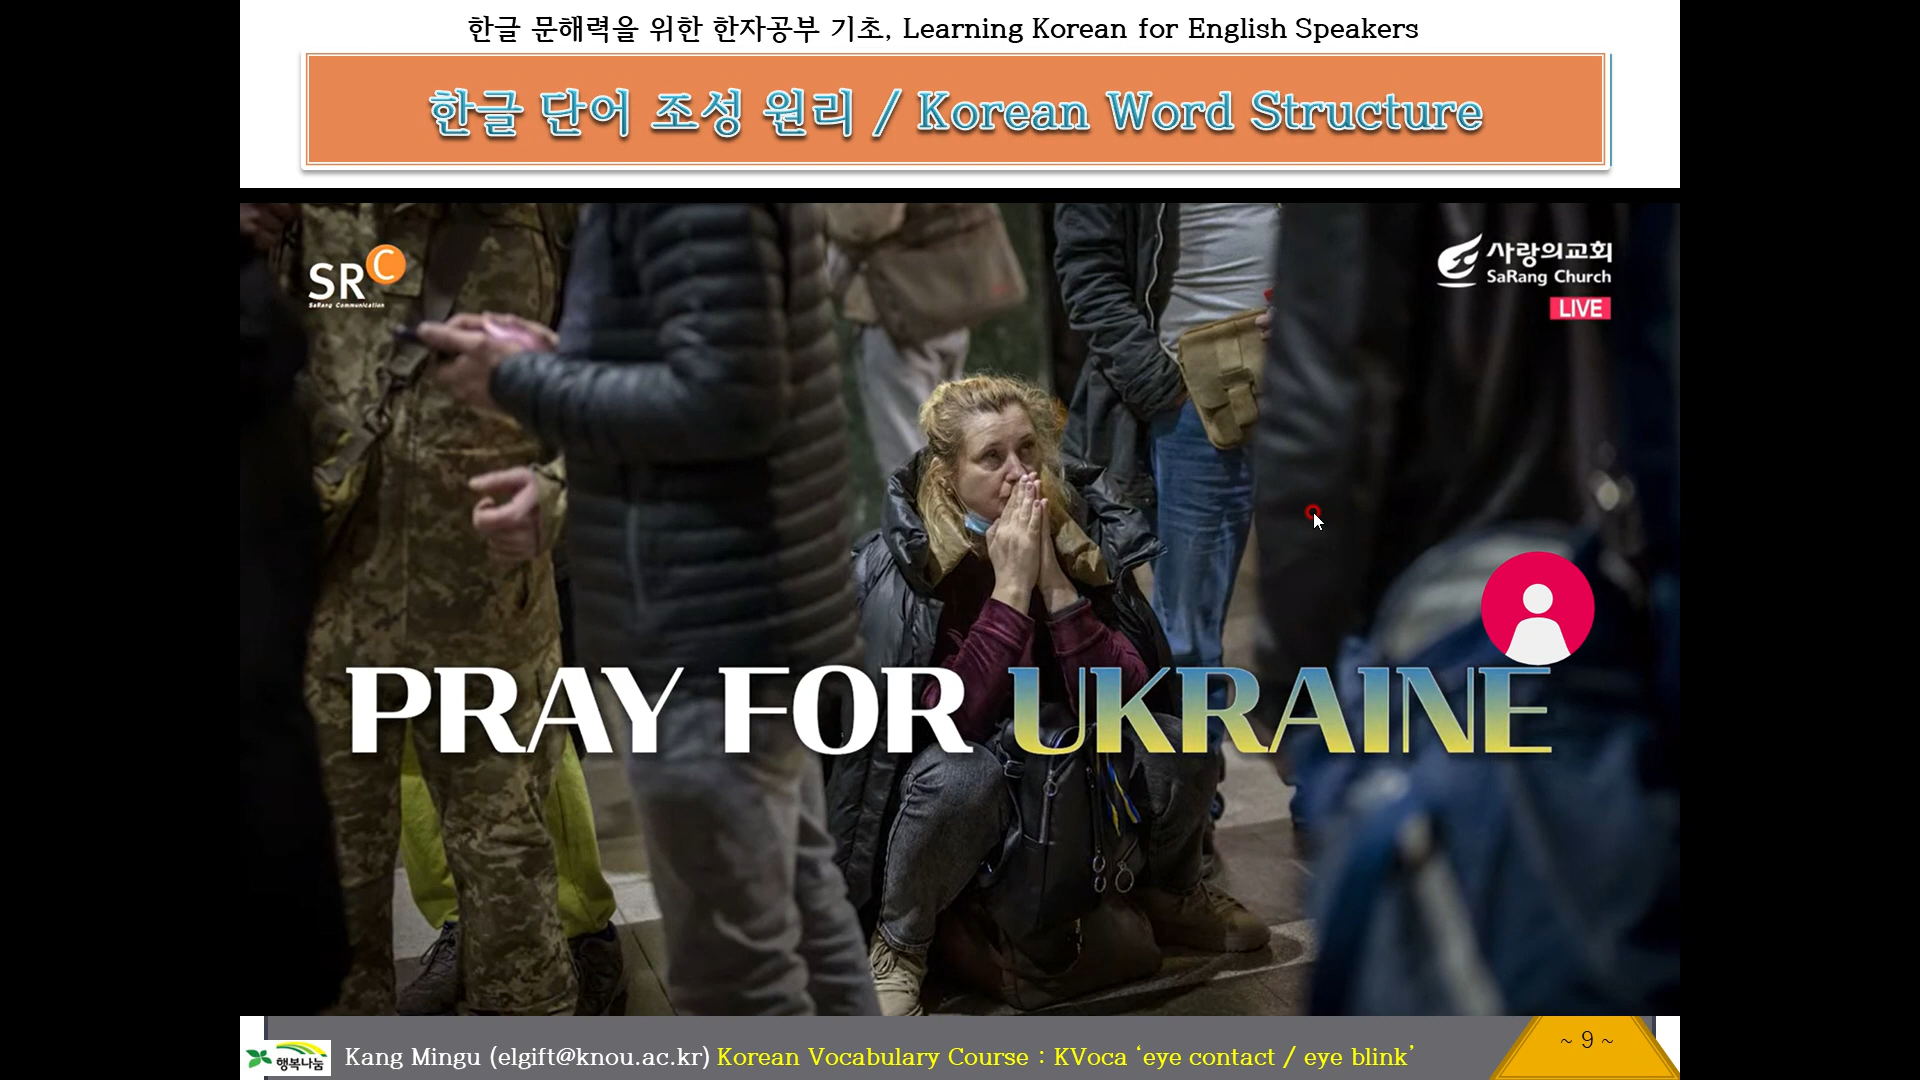 한글 문해력을 위한 한자공부 기초, Learning Korean for English Speakers
한글 단어 조성 원리 / Korean Word Structure
SRC
SaRang Communication
사랑의교회
SaRang Church
LIVE
PRAY FOR UKRAINE
행복나눔
Kang Mingu (elgift@knou.ac.kr) Korean Vocabulary Course : KVoca ‘eye contact / eye blink’
~ 9 ~